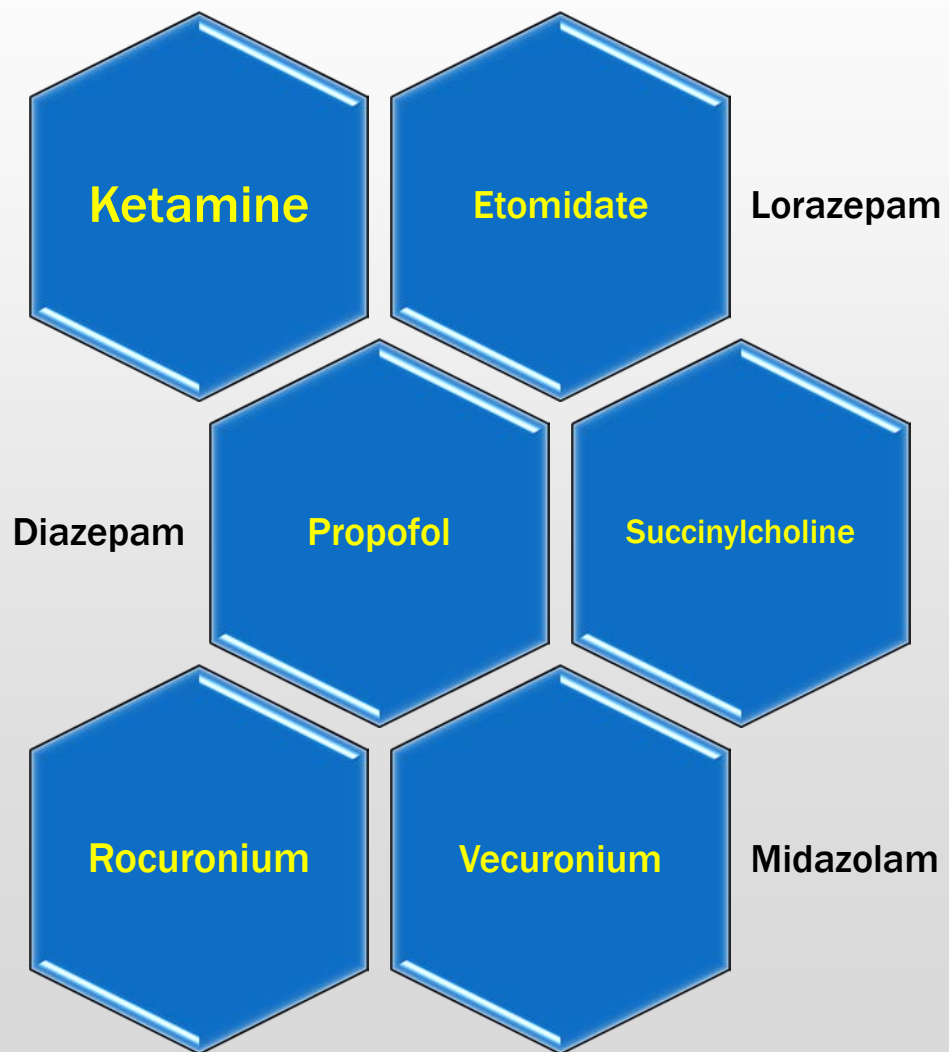 Ketamine
Etomidate
Lorazepam
Diazepam
Propofol
Succinylcholine
Rocuronium
Vecuronium
Midazolam